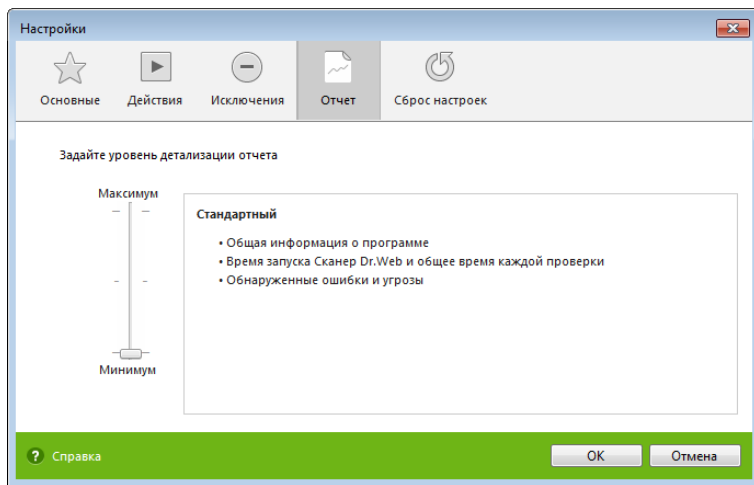 Настройки
Основные
Действия
Исключения
Отчет
Сброс настроек
Задайте уровень детализации отчета
Максимум
Стандартный
• Общая информация о программе
• Время запуска Сканер Dr.Web и общее время каждой проверки
• Обнаруженные ошибки и угрозы
Минимум
? Справка
OK
Отмена